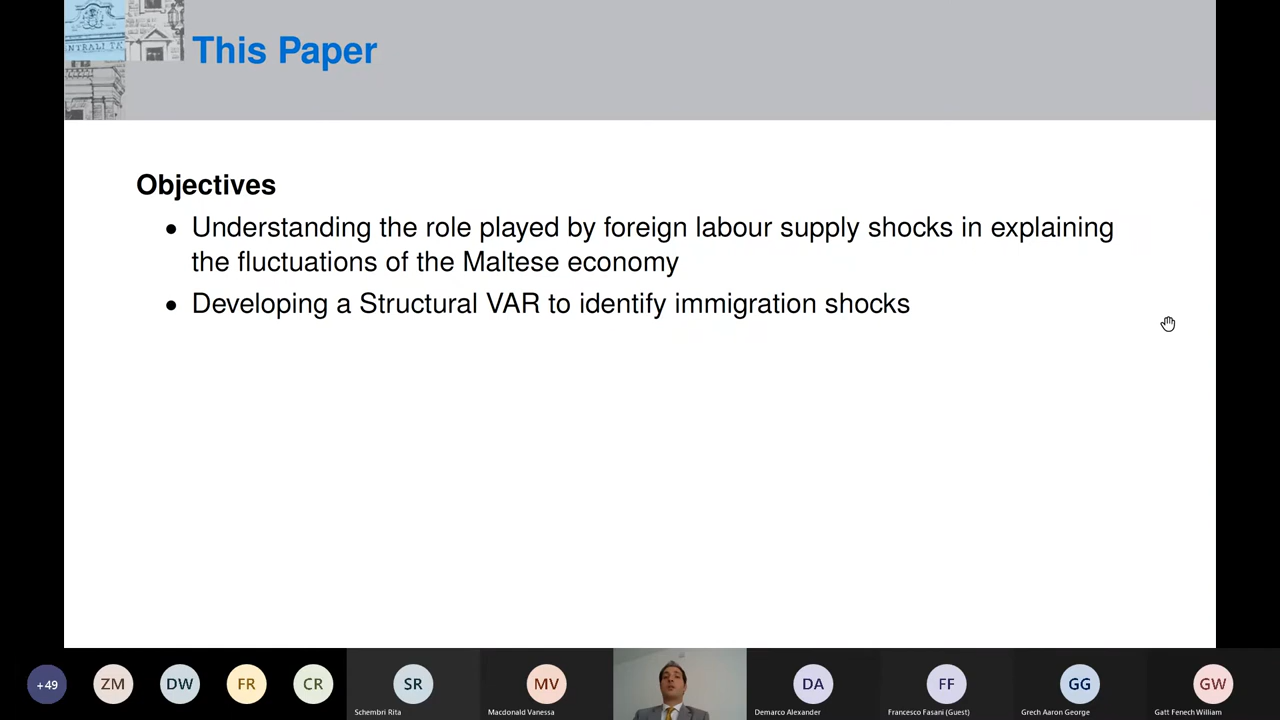 NTRALI
This Paper
Objectives
• Understanding the role played by foreign labour supply shocks in explaining
the fluctuations of the Maltese economy
• Developing a Structural VAR to identify immigration shocks
+49
ZM
DW
FR
CR
SR
Schembri Rita
MV
Macdonald Vanessa
DA
Demarco Alexander
FF
Francesco Fasani (Guest)
GG
Grech Aaron George
GW
Gatt Fenech William